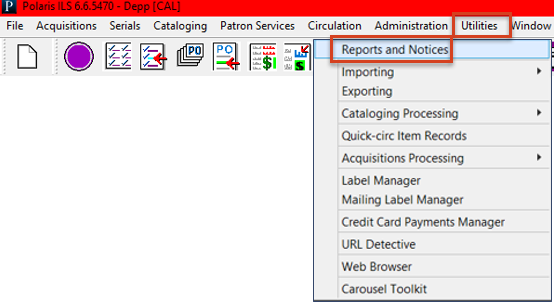 P Polaris ILS 6.6.5470 - Depp [CAL]
File Acquisitions Serials Cataloging Patron Services Circulation Administration Utilities Window
PO PO $ $
Reports and Notices
Importing
Exporting
Cataloging Processing
Quick-circ Item Records
Acquisitions Processing
Label Manager
Mailing Label Manager
Credit Card Payments Manager
URL Detective
Web Browser
Carousel Toolkit